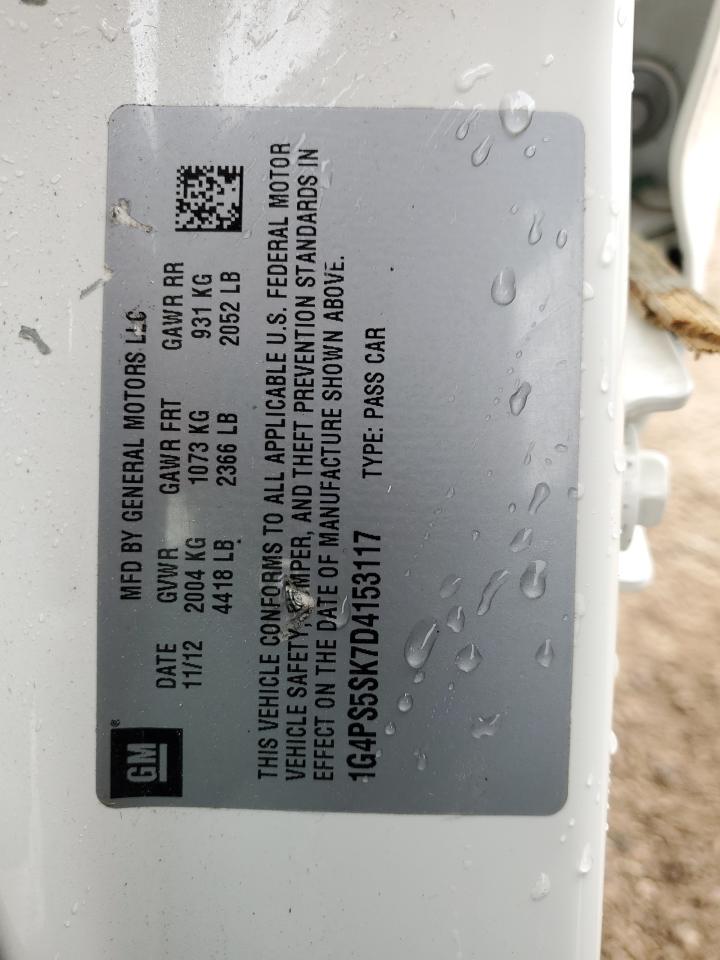 GM®
MFD BY GENERAL MOTORS LLC
DATE GVWR GAWR FRT GAWR RR
11/12 2004 KG 1073 KG 931 KG
4418 LB 2366 LB 2052 LB
THIS VEHICLE CONFORMS TO ALL APPLICABLE U.S. FEDERAL MOTOR
VEHICLE SAFETY, MPER, AND THEFT PREVENTION STANDARDS IN
EFFECT ON THE DATE OF MANUFACTURE SHOWN ABOVE.
1G4PS5SK7D4153117 TYPE: PASS CAR